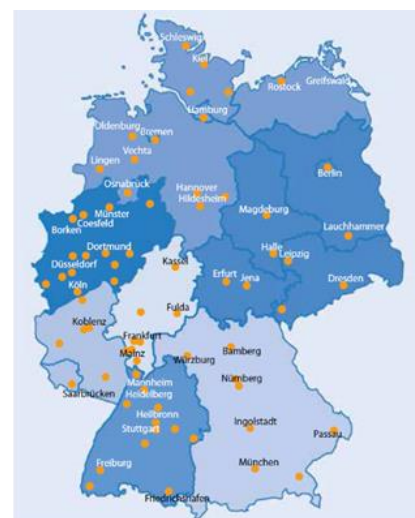 Schleswig
Kiel
Rostock
Greifswald
Hamburg
Oldenburg
Bremen
Vechta
Lingen
Berlin
Osnabruck
Hannover
Hildesheim
Münster
Magdeburg
Coesfeld
Borken
Lauchhammer
Dortmund
Halle
Leipzig
Kassel
Düsseldorf
Erfurt
Jena
Dresden
Köln
Fulda
Koblenz
Frankfurt
Mainz
Bamberg
Würzburg
Mannheim
Nürnberg
Saarbrücken
Heidelberg
Heilbronn
Ingolstadt
Stuttgart
Passau
Freiburg
München
Friedrichshafen